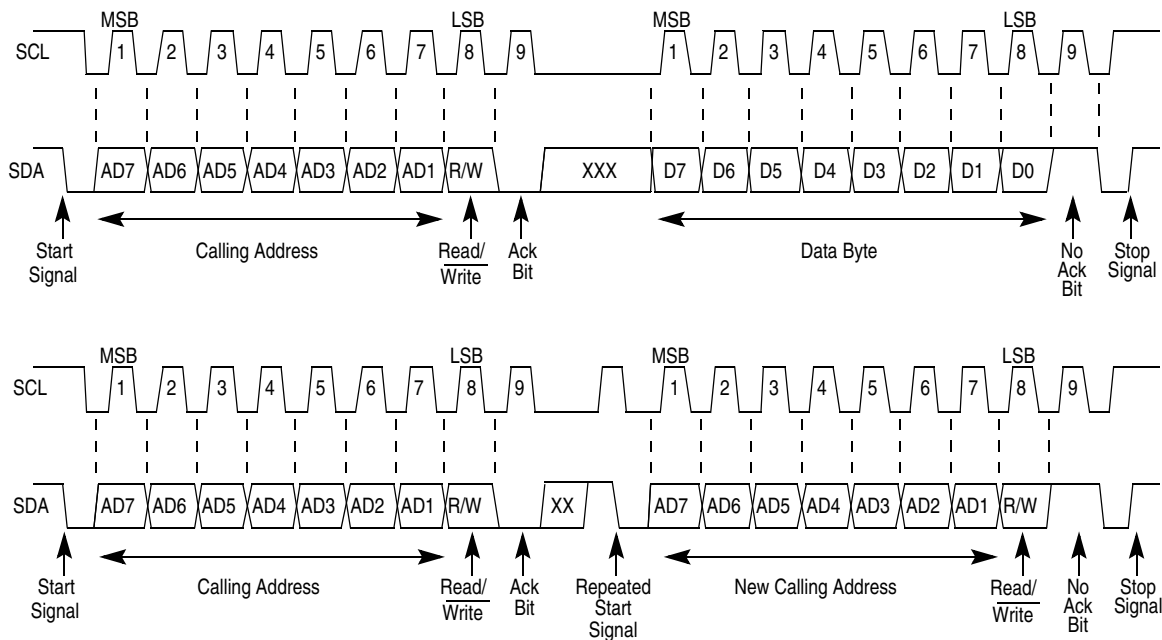 MSB LSB MSB LSB
SCL 1 2 3 4 5 6 7 8 9 1 2 3 4 5 6 7 8 9
SDA AD7 AD6 AD5 AD4 AD3 AD2 AD1 R/W XXX D7 D6 D5 D4 D3 D2 D1 D0
Start Calling Address Read/ Ack Data Byte No Stop
Signal Write Bit Ack Signal
Bit
MSB LSB MSB LSB
SCL 1 2 3 4 5 6 7 8 9 1 2 3 4 5 6 7 8 9
SDA AD7 AD6 AD5 AD4 AD3 AD2 AD1 R/W XX AD7 AD6 AD5 AD4 AD3 AD2 AD1 R/W
Start Calling Address Read/ Ack Repeated New Calling Address Read/ No Stop
Signal Write Bit Start Write Ack Signal
Signal Bit